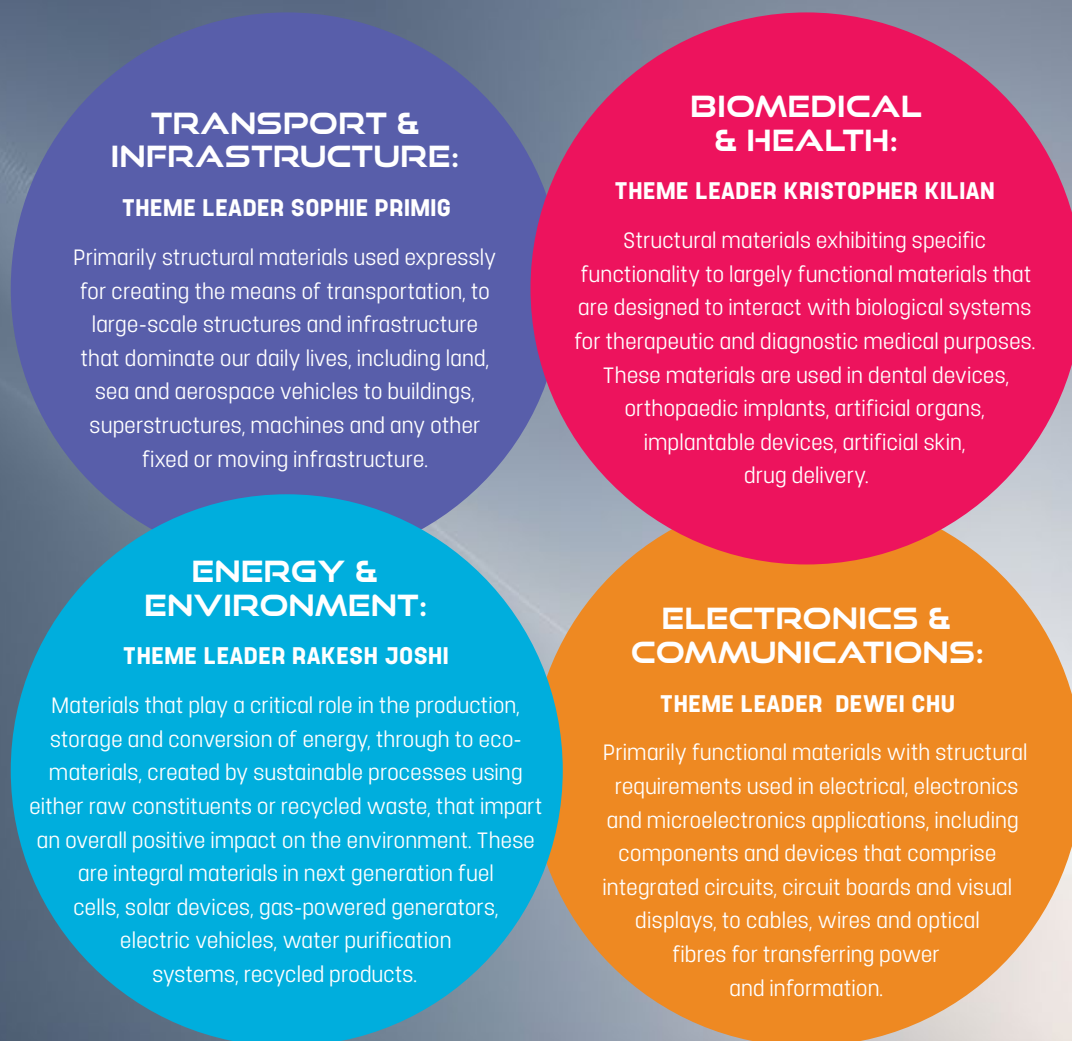 TRANSPORT &
INFRASTRUCTURE:
THEME LEADER SOPHIE PRIMIG
Primarily structural materials used expressly
for creating the means of transportation, to
large-scale structures and infrastructure
that dominate our daily lives, including land,
sea and aerospace vehicles to buildings,
superstructures, machines and any other
fixed or moving infrastructure.
BIOMEDICAL
& HEALTH:
THEME LEADER KRISTOPHER KILIAN
Structural materials exhibiting specific
functionality to largely functional materials that
are designed to interact with biological systems
for therapeutic and diagnostic medical purposes.
These materials are used in dental devices,
orthopaedic implants, artificial organs,
implantable devices, artificial skin,
drug delivery.
ENERGY &
ENVIRONMENT:
THEME LEADER RAKESH JOSHI
Materials that play a critical role in the production,
storage and conversion of energy, through to eco-
materials, created by sustainable processes using
either raw constituents or recycled waste, that impart
an overall positive impact on the environment. These
are integral materials in next generation fuel
cells, solar devices, gas-powered generators,
electric vehicles, water purification
systems, recycled products.
ELECTRONICS &
COMMUNICATIONS:
THEME LEADER DEWEI CHU
Primarily functional materials with structural
requirements used in electrical, electronics
and microelectronics applications, including
components and devices that comprise
integrated circuits, circuit boards and visual
displays, to cables, wires and optical
fibres for transferring power
and information.